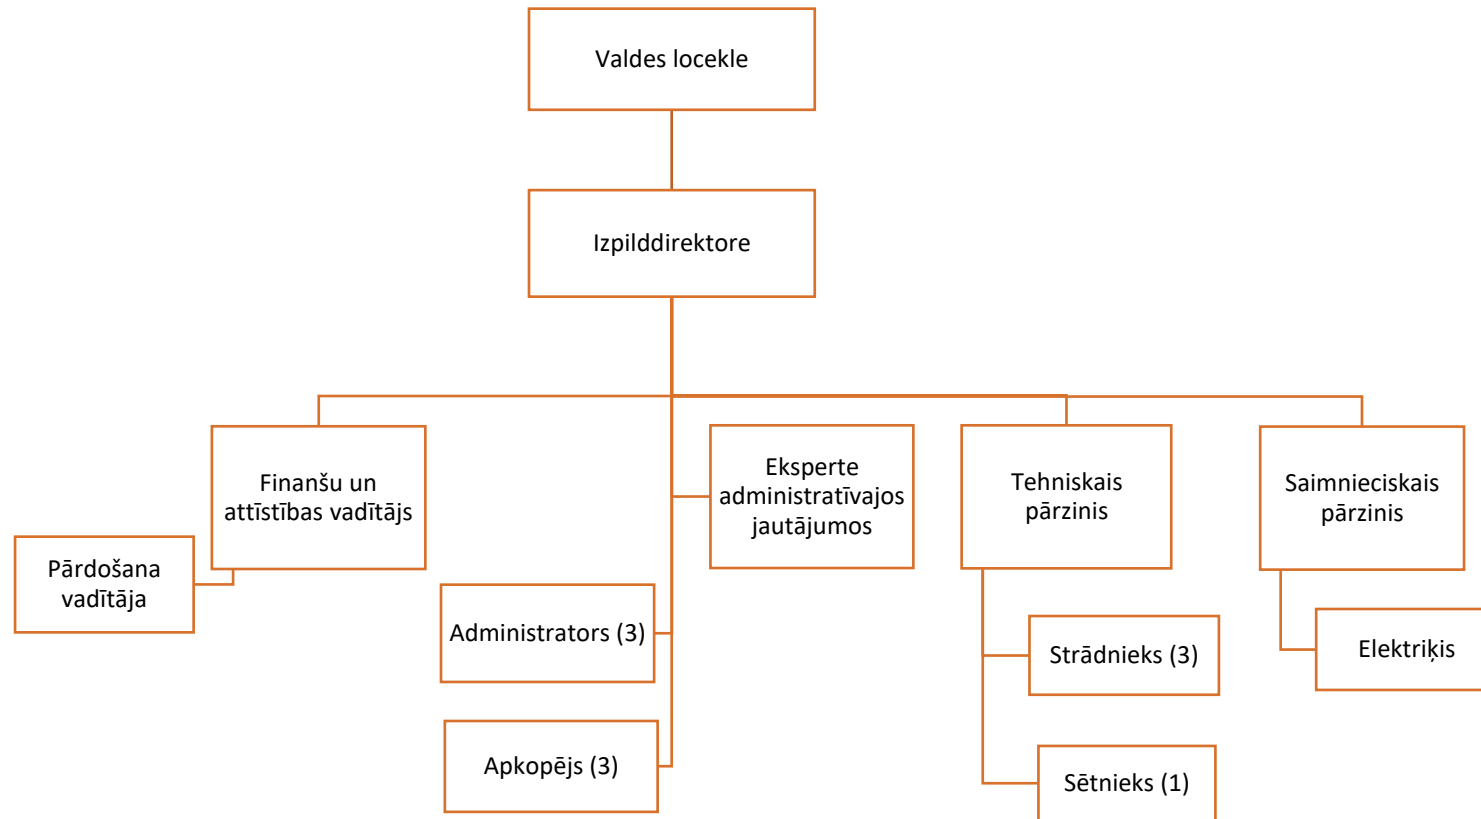 Valdes locekle
Izpilddirektore
Finanšu un
attīstības vadītājs
Eksperte
administratīvajos
jautājumos
Tehniskais
pārzinis
Saimnieciskais
pārzinis
Pārdošana
vadītāja
Administrators (3)
Strādnieks (3)
Elektriķis
Apkopējs (3)
Sētnieks (1)